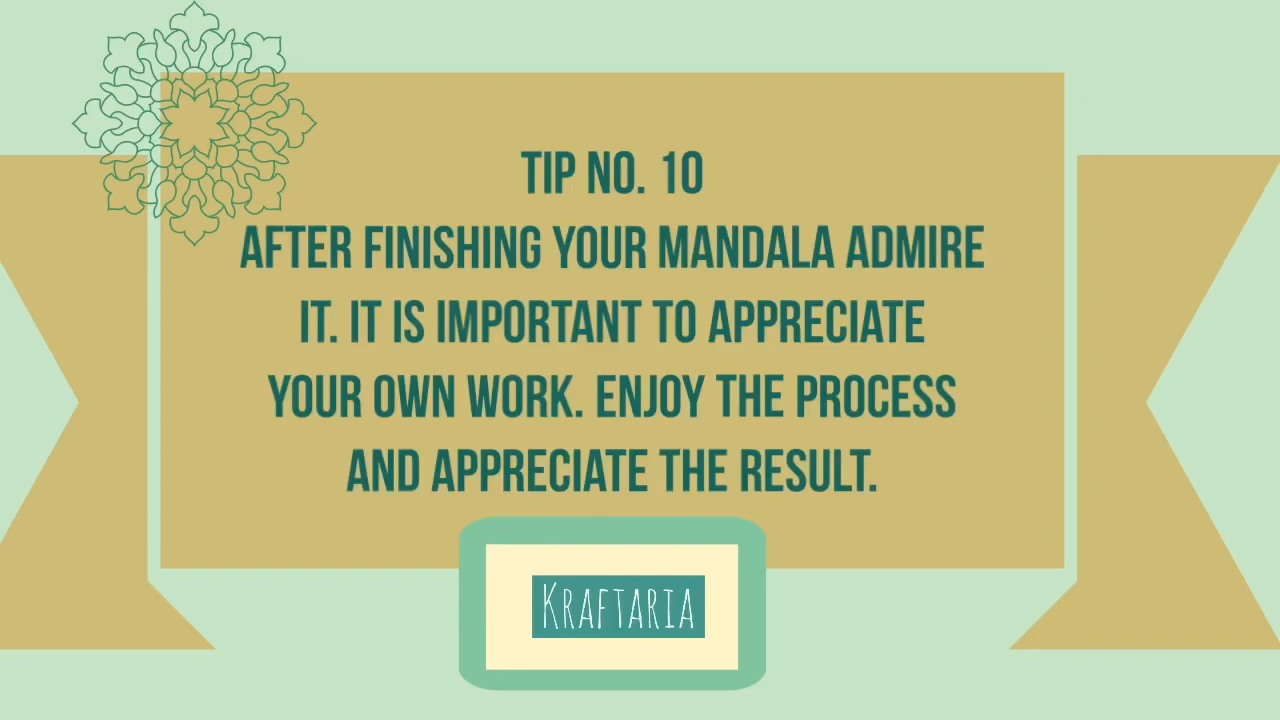 TIP NO. 10
AFTER FINISHING YOUR MANDALA ADMIRE
IT. IT IS IMPORTANT TO APPRECIATE
YOUR OWN WORK. ENJOY THE PROCESS
AND APPRECIATE THE RESULT.
KRAFTARIA